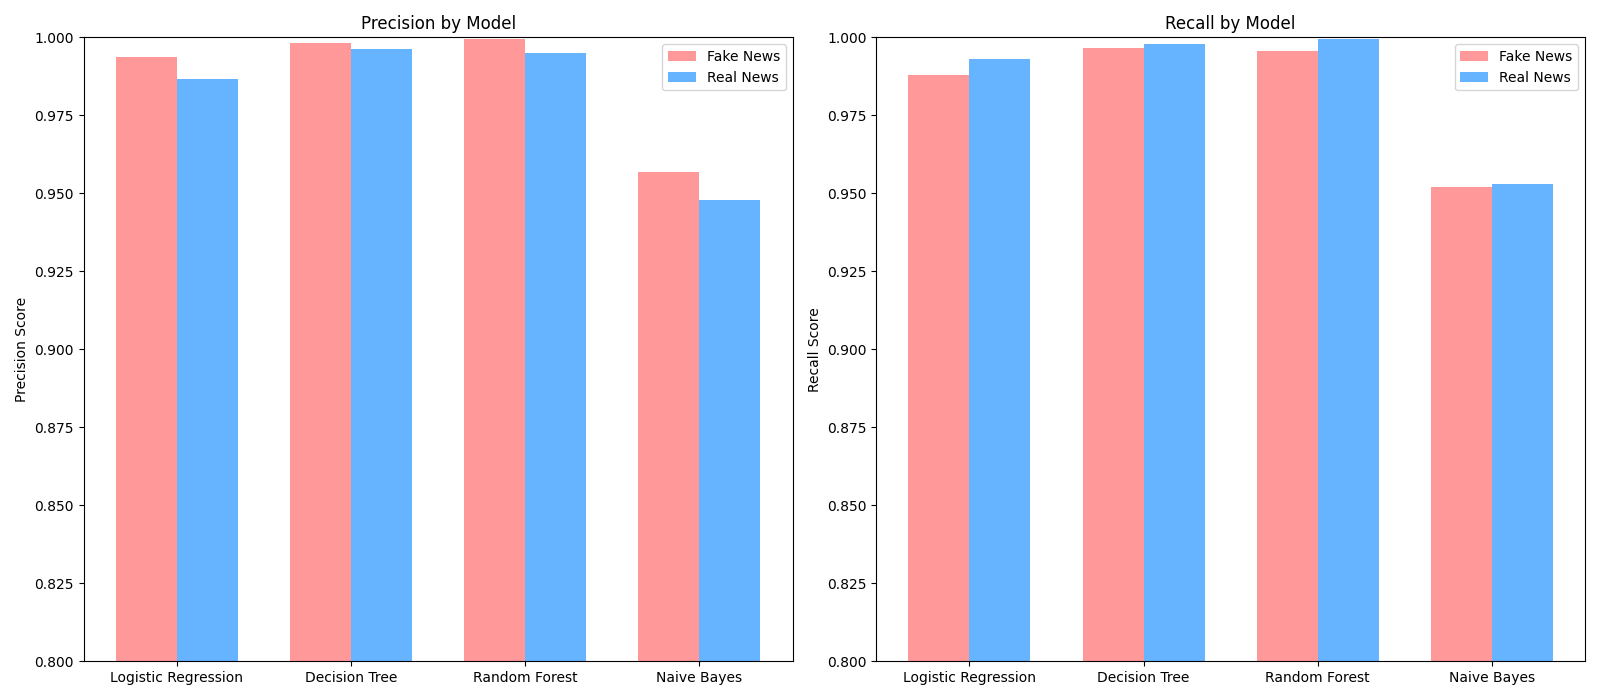 Precision by Model
Precision Score
1.000
0.975
0.950
0.925
0.900
0.875
0.850
0.825
0.800
Fake News
Real News
Logistic Regression
Decision Tree
Random Forest
Naive Bayes
Recall by Model
Recall Score
1.000
0.975
0.950
0.925
0.900
0.875
0.850
0.825
0.800
Fake News
Real News
Logistic Regression
Decision Tree
Random Forest
Naive Bayes